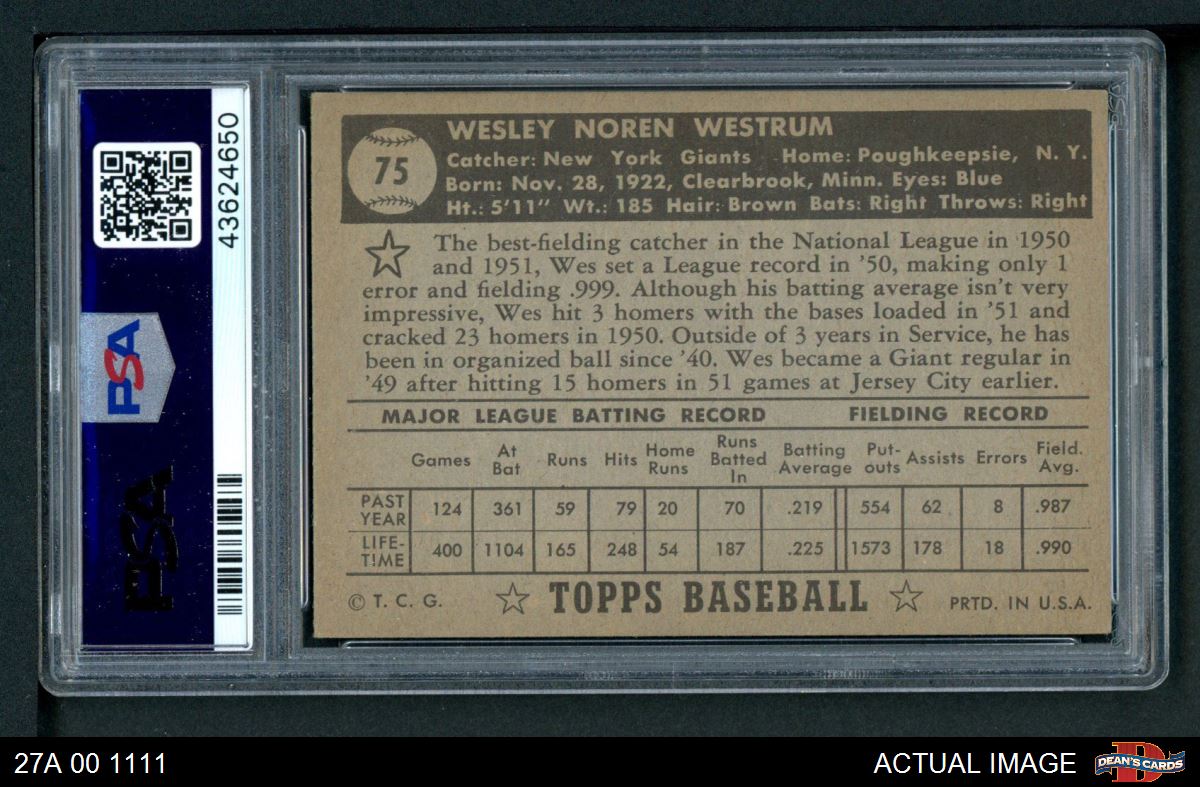 43624650
PSA
PSA
75
WESLEY NOREN WESTRUM
Catcher: New York Giants Home: Poughkeepsie, N. Y.
Born: Nov. 28, 1922, Clearbrook, Minn. Eyes: Blue
Ht.: 5'11" Wt.: 185 Hair: Brown Bats: Right Throws: Right
The best-fielding catcher in the National League in 1950
and 1951, Wes set a League record in '50, making only 1
error and fielding .999. Although his batting average isn't very
impressive, Wes hit 3 homers with the bases loaded in '51 and
cracked 23 homers in 1950. Outside of 3 years in Service, he has
been in organized ball since '40. Wes became a Giant regular in
'49 after hitting 15 homers in 51 games at Jersey City earlier.
MAJOR LEAGUE BATTING RECORD FIELDING RECORD
Games At Bat Runs Hits Home Runs Runs Batted In Batting Average Put-outs Assists Errors Field. Avg.
PAST YEAR 124 361 59 79 20 70 .219 554 62 8 .987
LIFE-TIME 400 1104 165 248 54 187 .225 1573 178 18 .990
© T. C. G. ☆ TOPPS BASEBALL ☆ PRTD. IN U.S.A.
27A 00 1111
ACTUAL IMAGE
D
DEAN'S CARDS